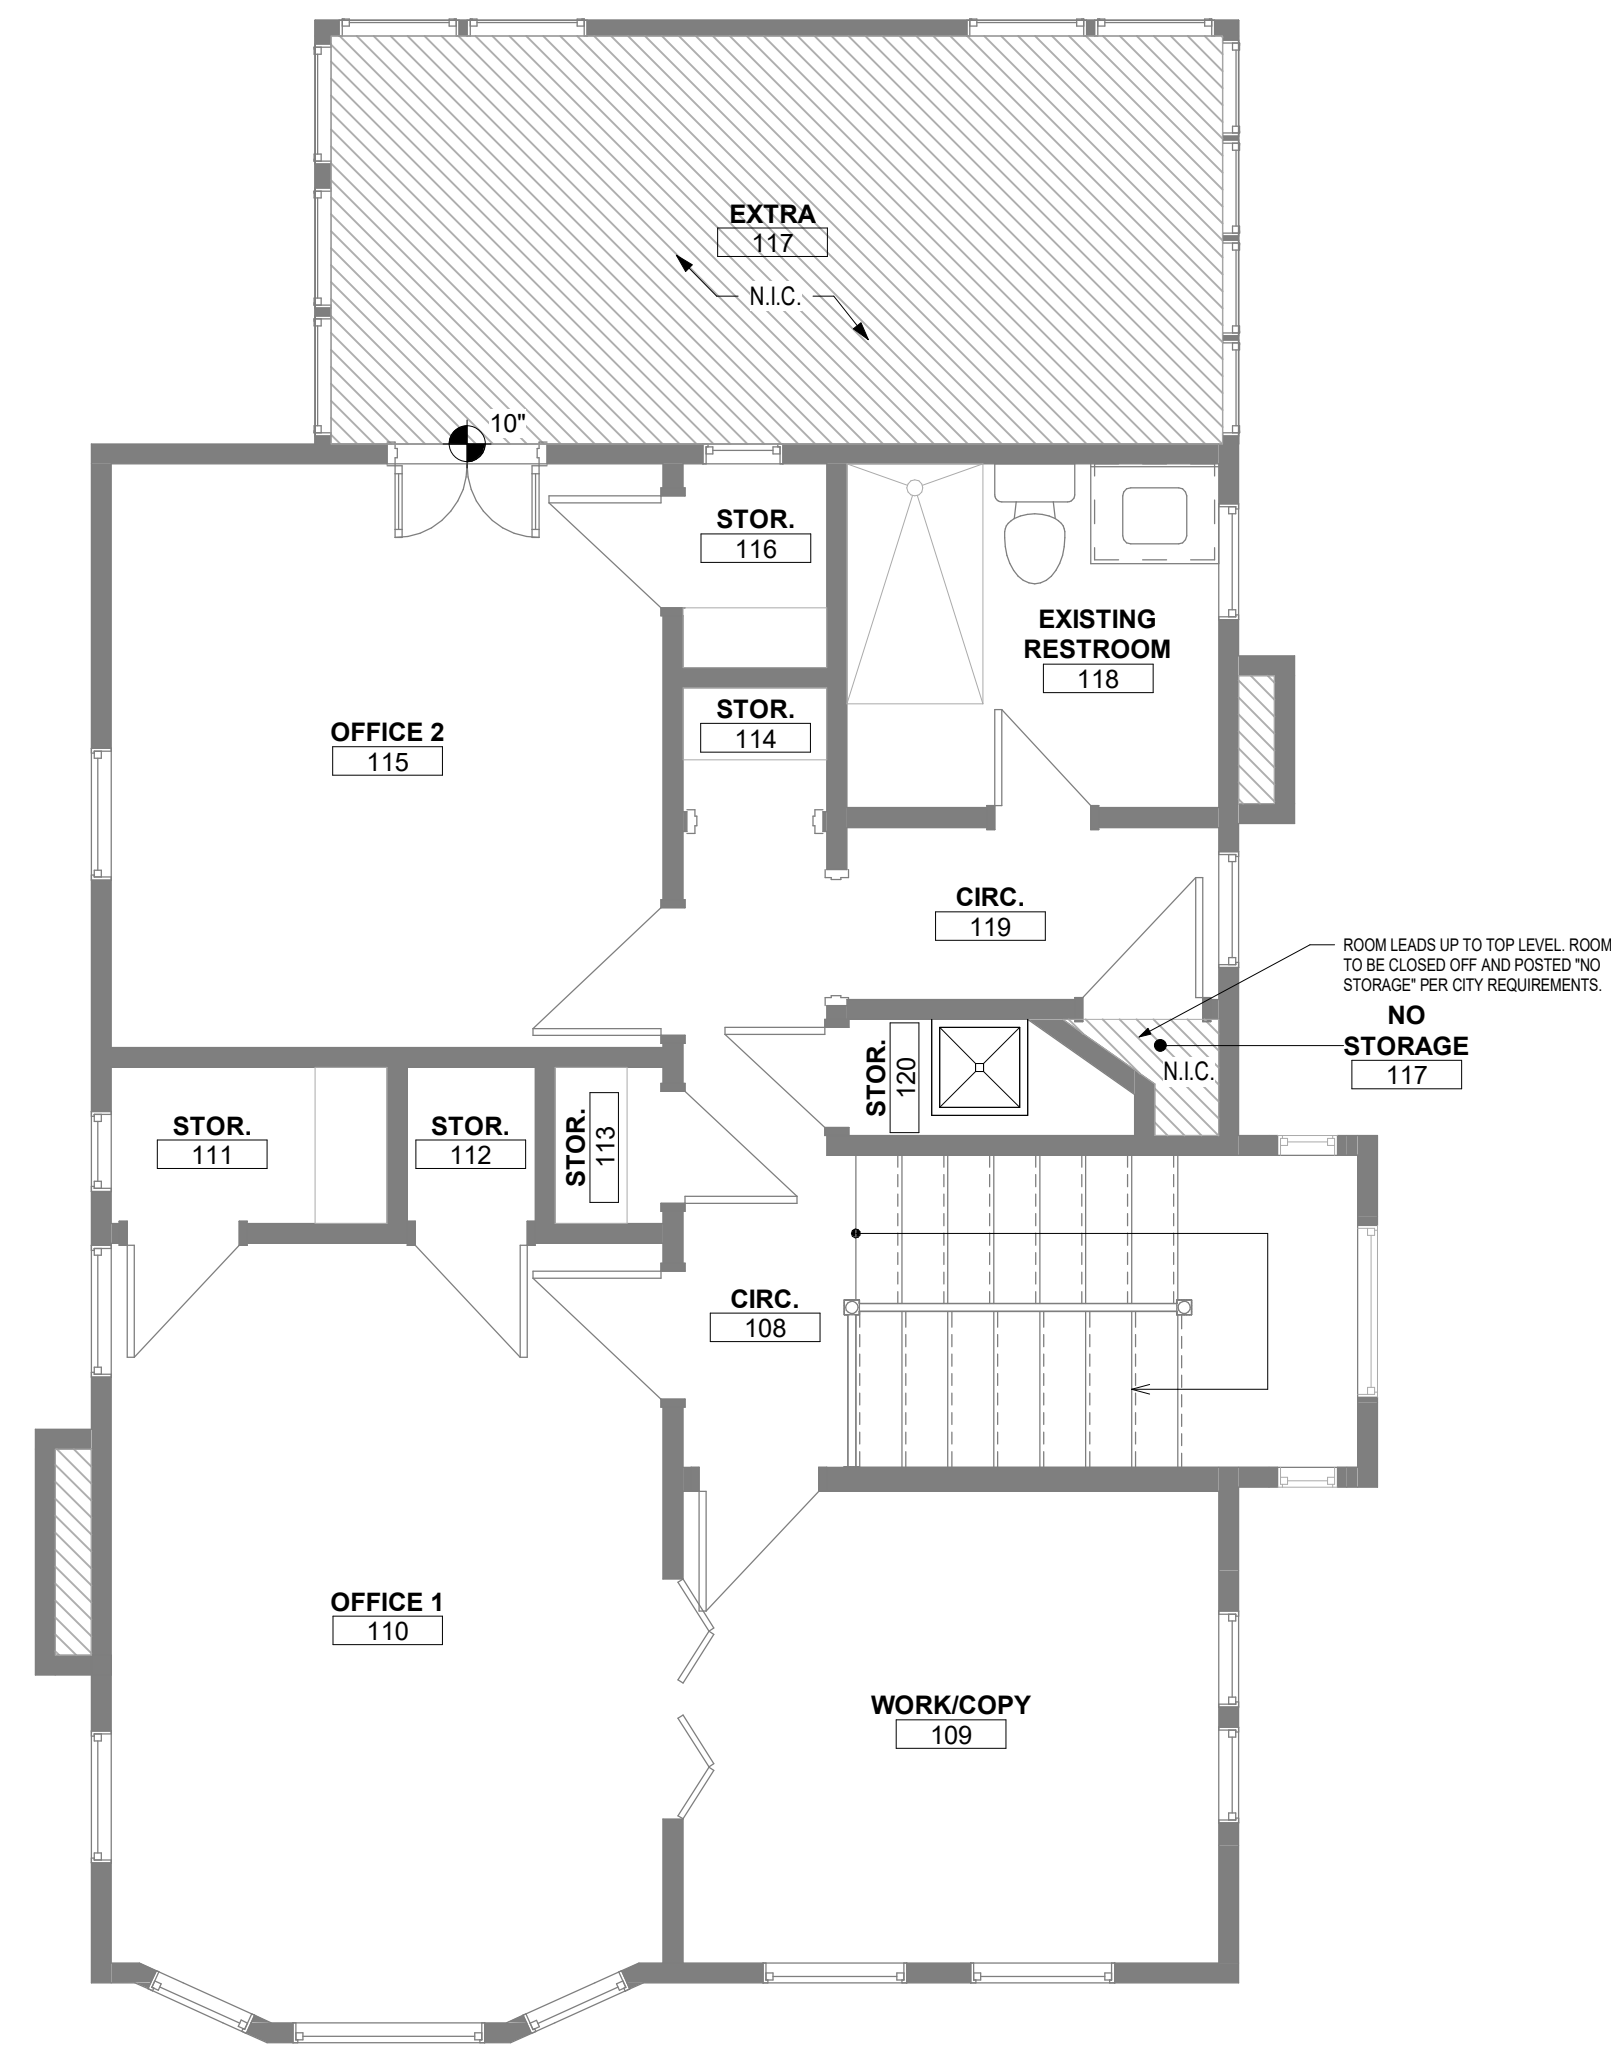 EXTRA
117
N.I.C.
10"
STOR.
116
EXISTING
RESTROOM
118
STOR.
114
OFFICE 2
115
CIRC.
119
ROOM LEADS UP TO TOP LEVEL. ROOM
TO BE CLOSED OFF AND POSTED "NO
STORAGE" PER CITY REQUIREMENTS.
NO
STORAGE
117
N.I.C.
STOR.
120
STOR.
111
STOR.
112
STOR.
113
CIRC.
108
OFFICE 1
110
WORK/COPY
109